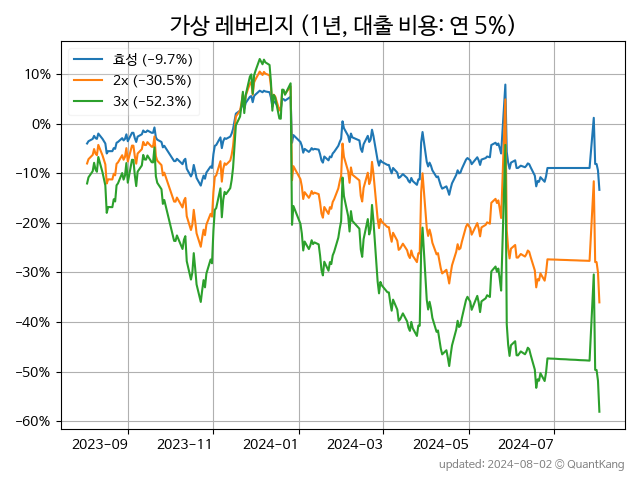 가상 레버리지 (1년, 대출 비용: 연 5%)
효성 (−9.7%)
2x (−30.5%)
3x (−52.3%)
10%
0%
−10%
−20%
−30%
−40%
−50%
−60%
2023-09
2023-11
2024-01
2024-03
2024-05
2024-07
updated: 2024-08-02 © QuantKang